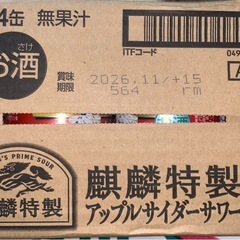 4缶 無果汁
ITFコード
049
さけ
お酒
賞味
期限
2026.11/+15
564 rm
'S PRIME SOUR
麒麟特製
麒麟特製
アップルサイダーサワー